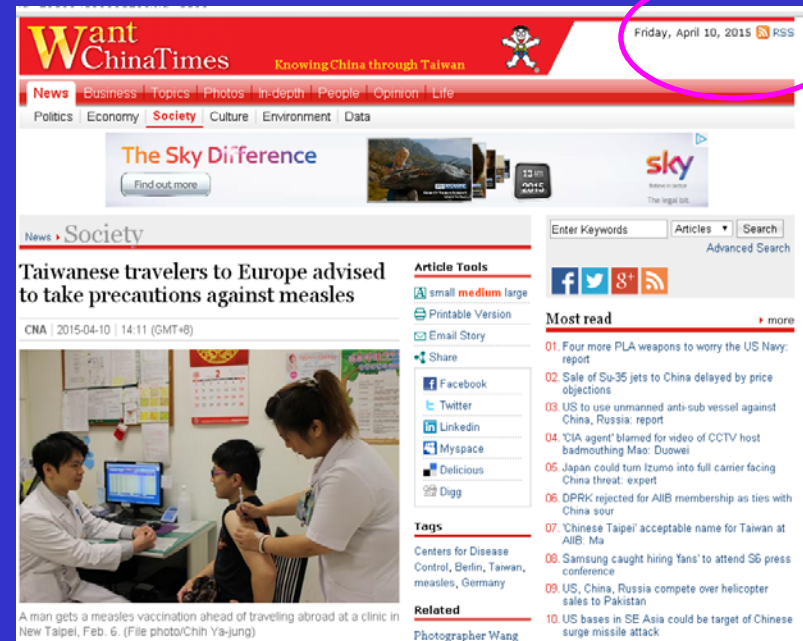 Want
ChinaTimes
Knowing China through Taiwan
Friday, April 10, 2015 RSS
News Business Topics Photos In-depth People Opinion Life
Politics Economy Society Culture Environment Data
The Sky Difference
Find out more
2015
sky
Believe in better
The legal bit.
News Society
Enter Keywords Articles Search
Advanced Search
Taiwanese travelers to Europe advised
to take precautions against measles
CNA 2015-04-10 14:11 (GMT+8)
A man gets a measles vaccination ahead of traveling abroad at a clinic in
New Taipei, Feb. 6. (File photo/Chih Ya-jung)
Article Tools
A small medium large
Printable Version
Email Story
Share
Facebook
Twitter
Linkedin
Myspace
Delicious
Digg
Tags
Centers for Disease
Control, Berlin, Taiwan,
measles, Germany
Related
Photographer Wang
Most read
more
01. Four more PLA weapons to worry the US Navy:
report
02. Sale of Su-35 jets to China delayed by price
objections
03. US to use unmanned anti-sub vessel against
China, Russia: report
04. 'CIA agent' blamed for video of CCTV host
badmouthing Mao: Duowei
05. Japan could turn Izumo into full carrier facing
China threat: expert
06. DPRK rejected for AIIB membership as ties with
China sour
07. 'Chinese Taipei' acceptable name for Taiwan at
AIIB: Ma
08. Samsung caught hiring 'fans' to attend S6 press
conference
09. US, China, Russia compete over helicopter
sales to Pakistan
10. US bases in SE Asia could be target of Chinese
surge missile attack